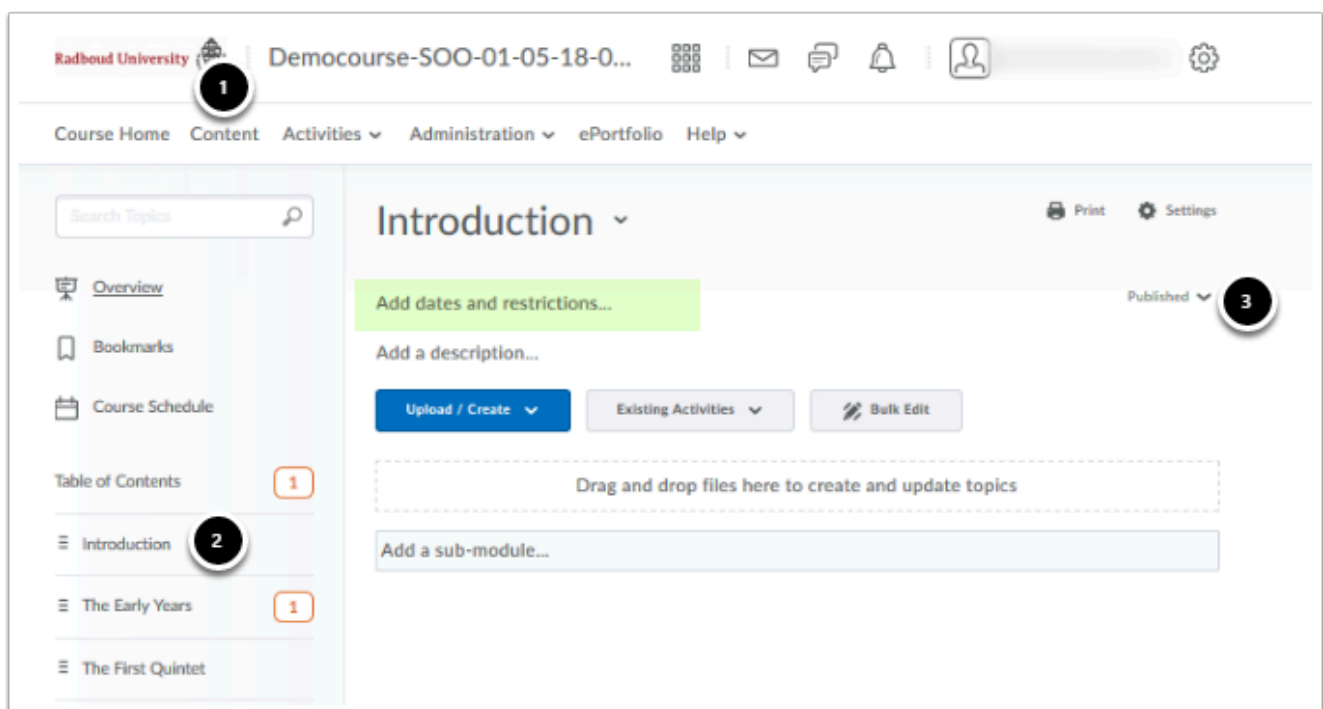 Radboud University
Democourse-SOO-01-05-18-0...
1
Course Home Content Activities Administration ePortfolio Help
Search Topics
Introduction
Print Settings
Overview
Add dates and restrictions...
Published
3
Bookmarks
Add a description...
Course Schedule
Upload / Create Existing Activities Bulk Edit
Table of Contents 1
Drag and drop files here to create and update topics
Introduction 2
Add a sub-module...
The Early Years 1
The First Quintet